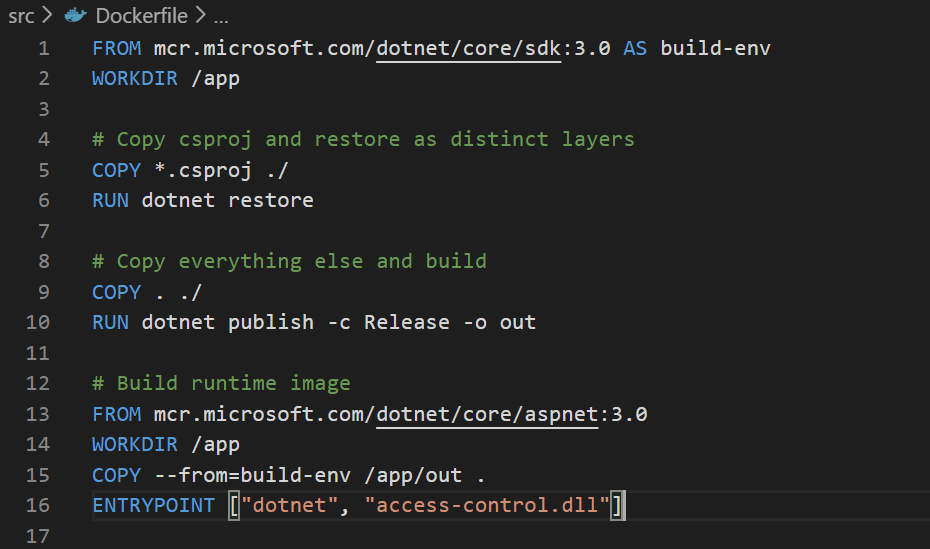 src > Dockerfile > ...
1 FROM mcr.microsoft.com/dotnet/core/sdk:3.0 AS build-env
2 WORKDIR /app
3
4 # Copy csproj and restore as distinct layers
5 COPY *.csproj ./
6 RUN dotnet restore
7
8 # Copy everything else and build
9 COPY . ./
10 RUN dotnet publish -c Release -o out
11
12 # Build runtime image
13 FROM mcr.microsoft.com/dotnet/core/aspnet:3.0
14 WORKDIR /app
15 COPY --from=build-env /app/out .
16 ENTRYPOINT ["dotnet", "access-control.dll"]
17